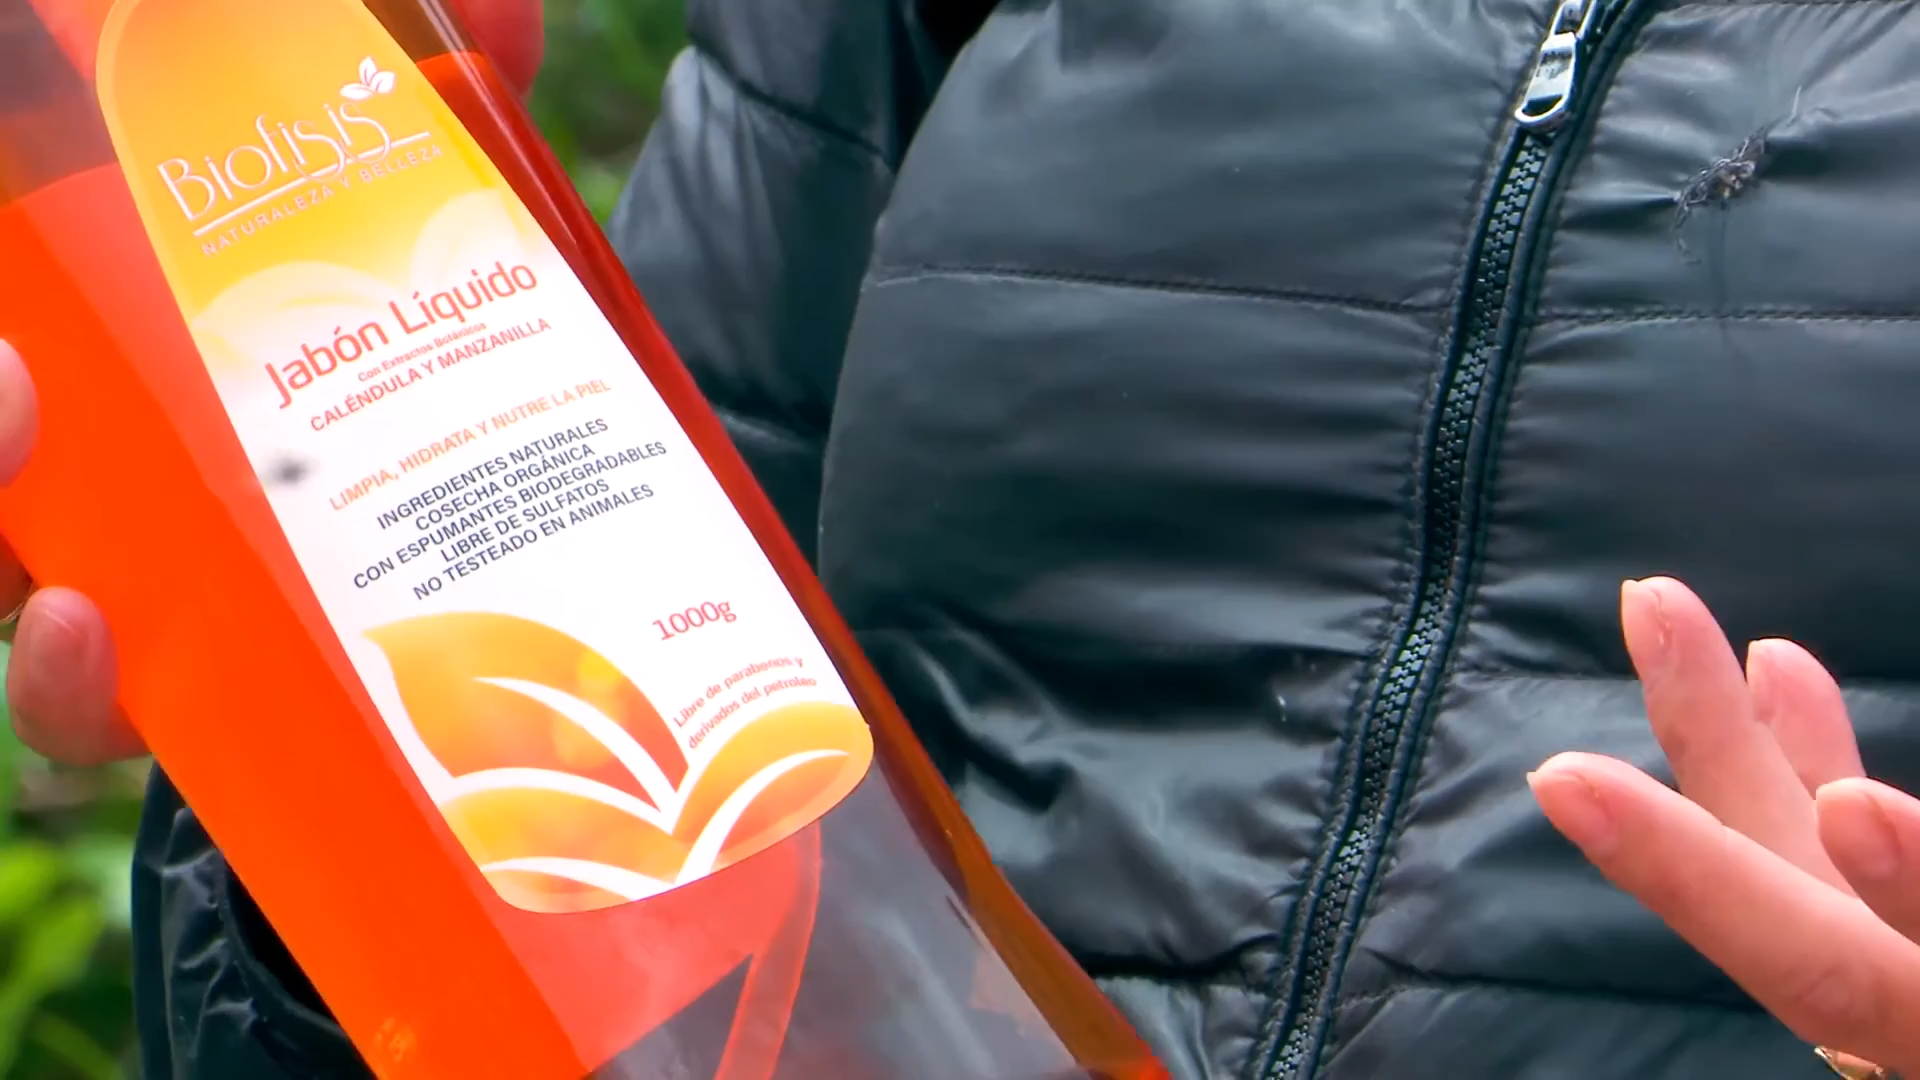 Biofisis
NATURALEZA Y BELLEZA
Jabón Líquido
Con Extractos Botánicos
CALÉNDULA Y MANZANILLA
LIMPIA, HIDRATA Y NUTRE LA PIEL
INGREDIENTES NATURALES
COSECHA ORGÁNICA
CON ESPUMANTES BIODEGRADABLES
LIBRE DE SULFATOS
NO TESTEADO EN ANIMALES
1000g
Libre de parabenos y
derivados del petroleo